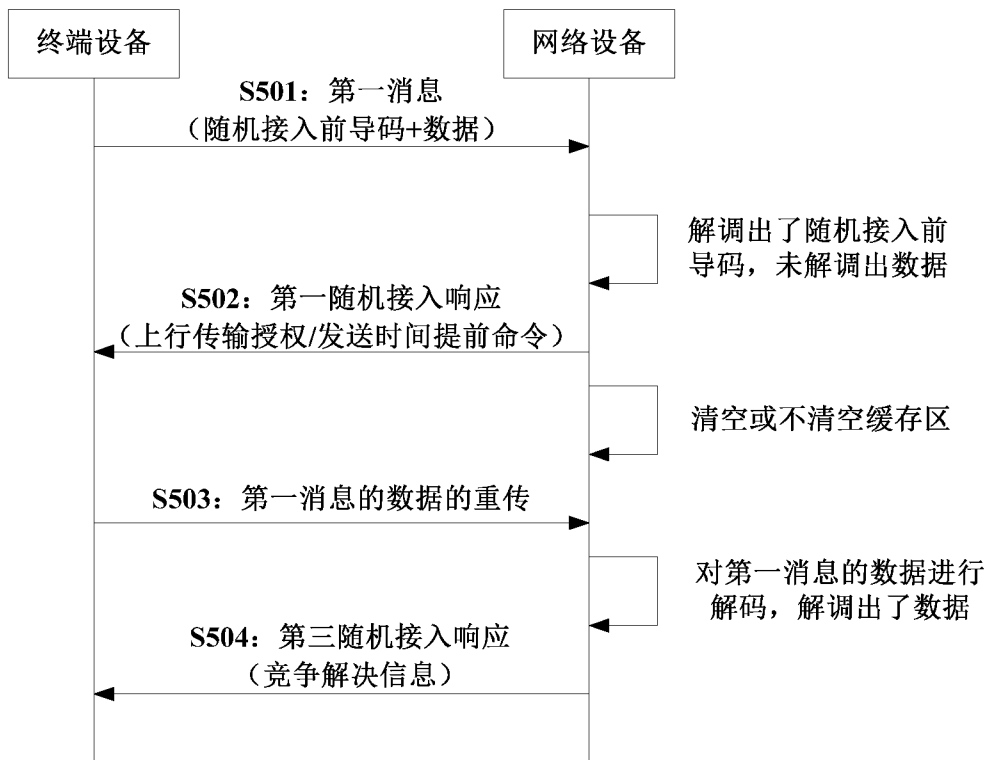 终端设备
网络设备
S501：第一消息
（随机接入前导码+数据）
解调出了随机接入前
导码，未解调出数据
S502：第一随机接入响应
（上行传输授权/发送时间提前命令）
清空或不清空缓存区
S503：第一消息的数据的重传
对第一消息的数据进行
解码，解调出了数据
S504：第三随机接入响应
（竞争解决信息）